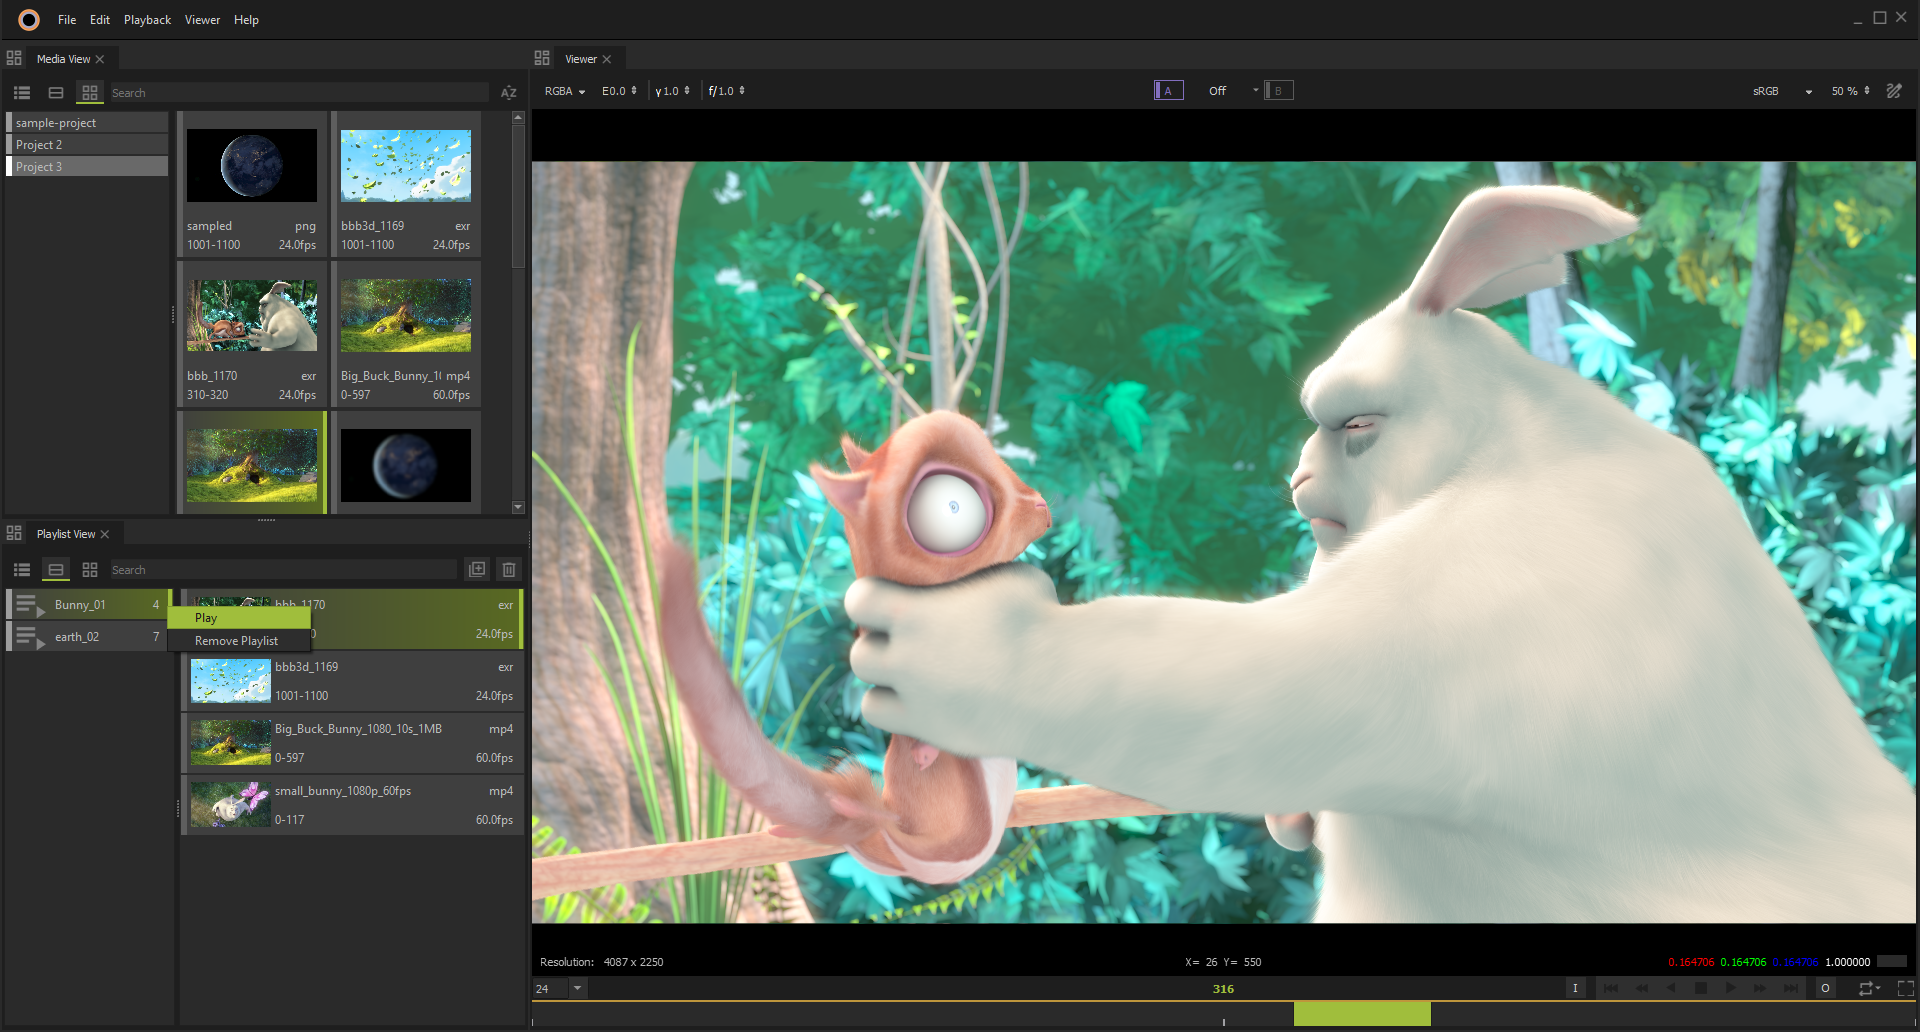 File Edit Playback Viewer Help
Media View
Search
AZ
sample-project
Project 2
Project 3
sampled png
1001-1100 24.0fps
bbb3d_1169 exr
1001-1100 24.0fps
bbb_1170 exr
310-320 24.0fps
Big_Buck_Bunny_1( mp4
0-597 60.0fps
Playlist View
Search
Bunny_01 4
earth_02 7
Play
Remove Playlist
bbb_1170 exr
0 24.0fps
bbb3d_1169 exr
1001-1100 24.0fps
Big_Buck_Bunny_1080_10s_1MB mp4
0-597 60.0fps
small_bunny_1080p_60fps mp4
0-117 60.0fps
Viewer
RGBA E0.0 γ 1.0 f/1.0 A Off B sRGB 50 %
Resolution: 4087 x 2250 X= 26 Y= 550 0.164706 0.164706 0.164706 1.000000
24 316 I O